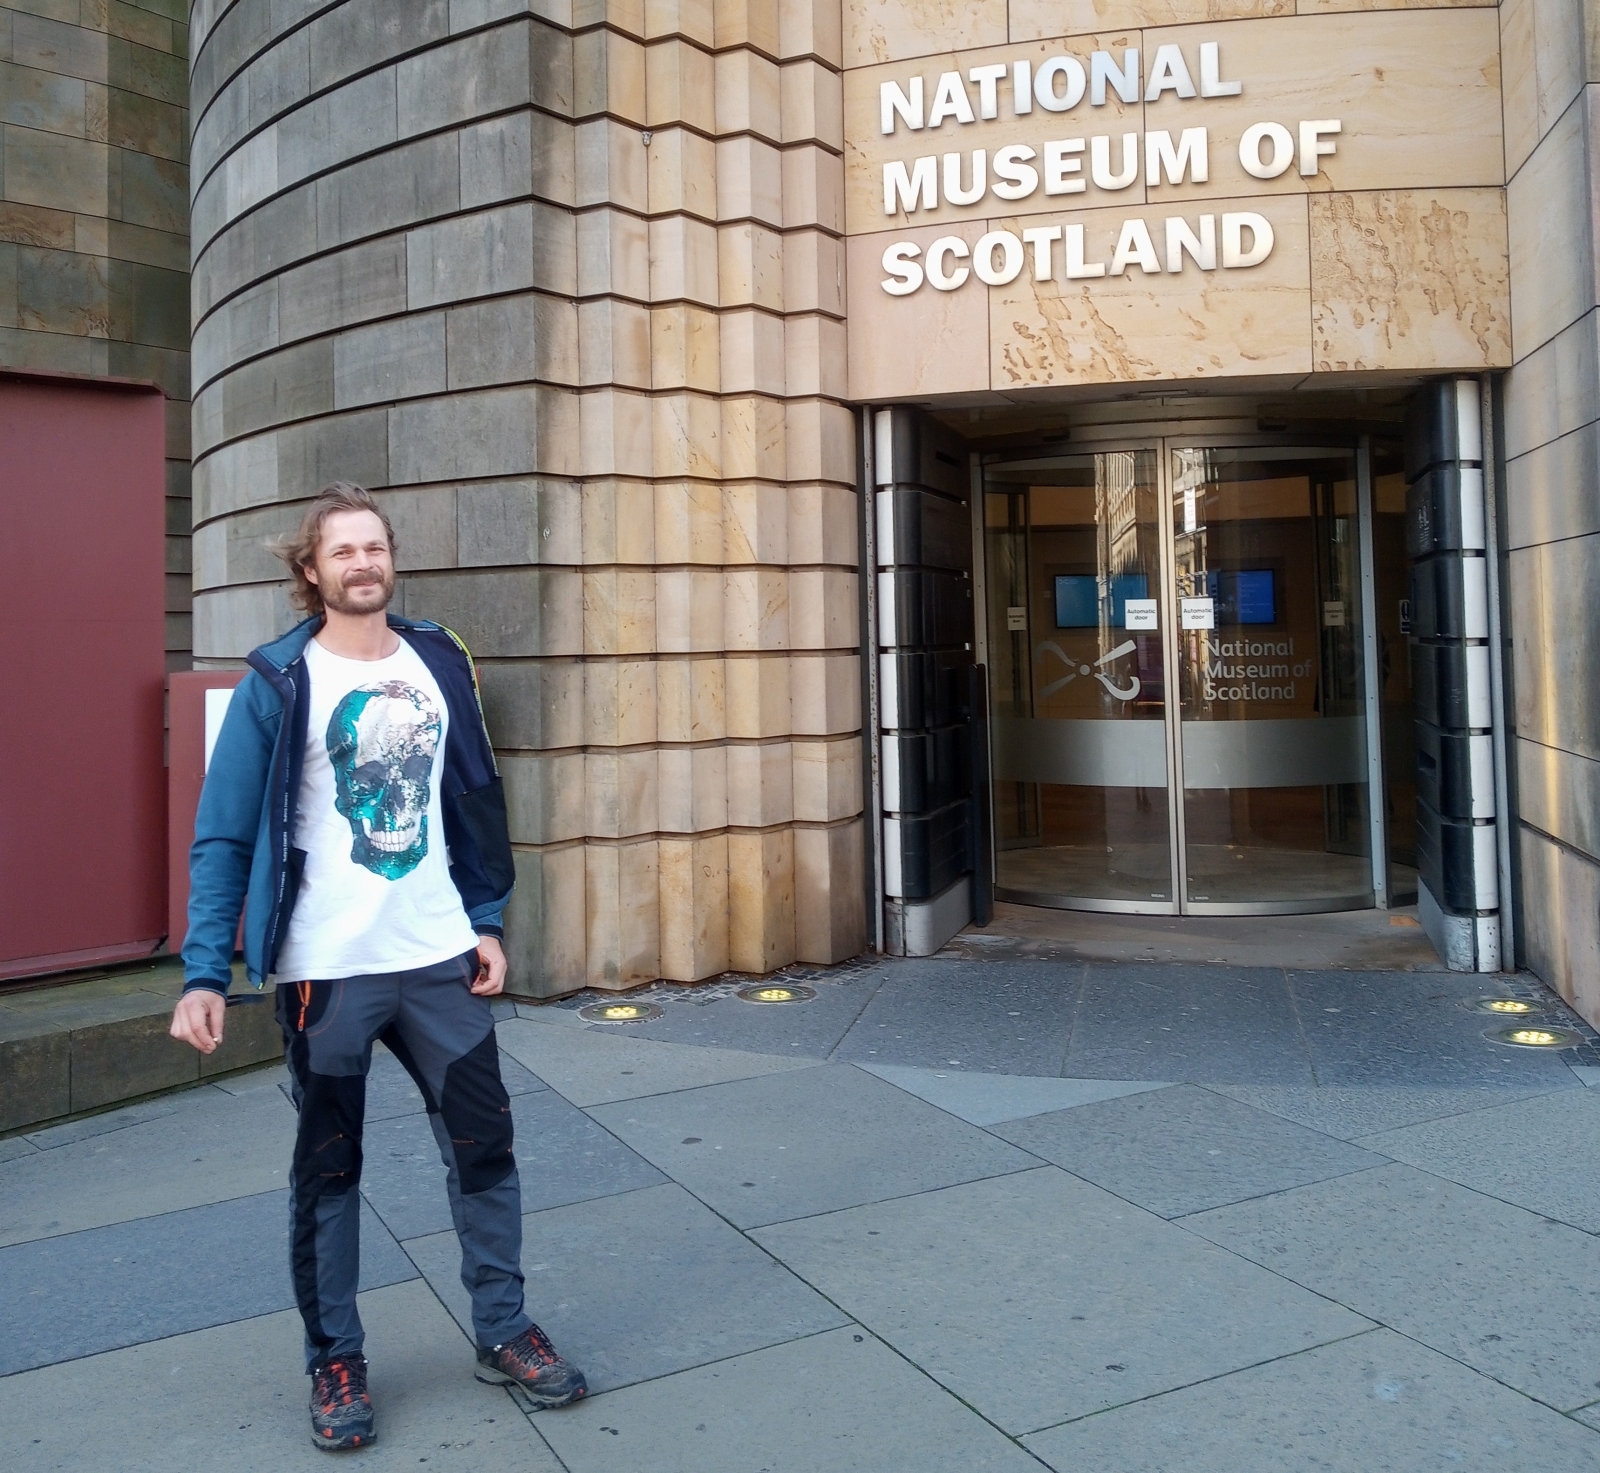 NATIONAL
MUSEUM OF
SCOTLAND
Automatic
door
Automatic
door
National
Museum of
Scotland